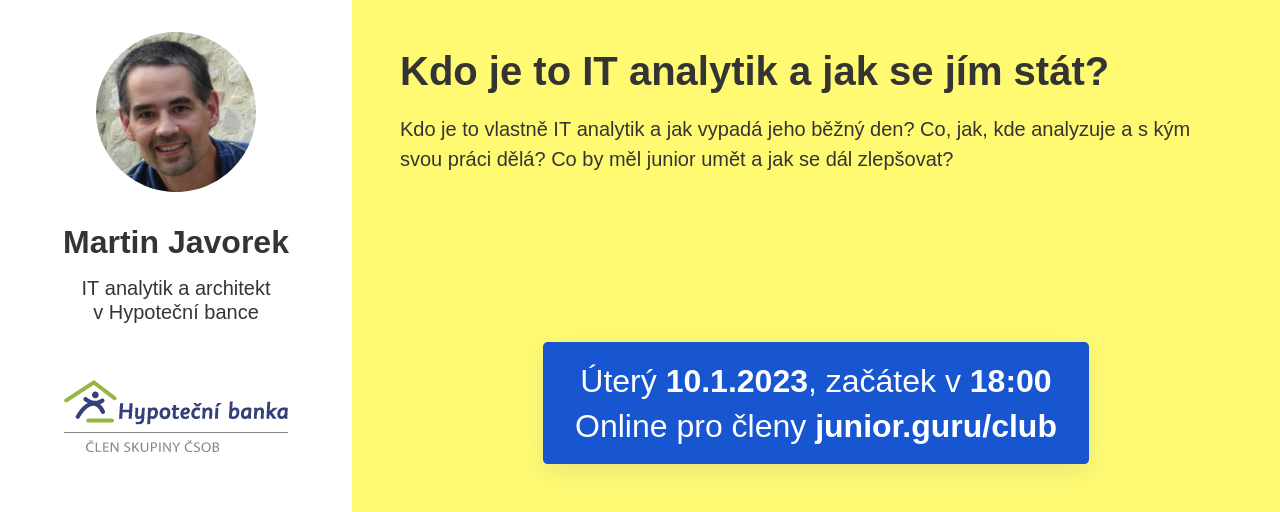 Martin Javorek
IT analytik a architekt
v Hypoteční bance
Hypoteční banka
ČLEN SKUPINY ČSOB
Kdo je to IT analytik a jak se jím stát?
Kdo je to vlastně IT analytik a jak vypadá jeho běžný den? Co, jak, kde analyzuje a s kým
svou práci dělá? Co by měl junior umět a jak se dál zlepšovat?
Úterý 10.1.2023, začátek v 18:00
Online pro členy junior.guru/club